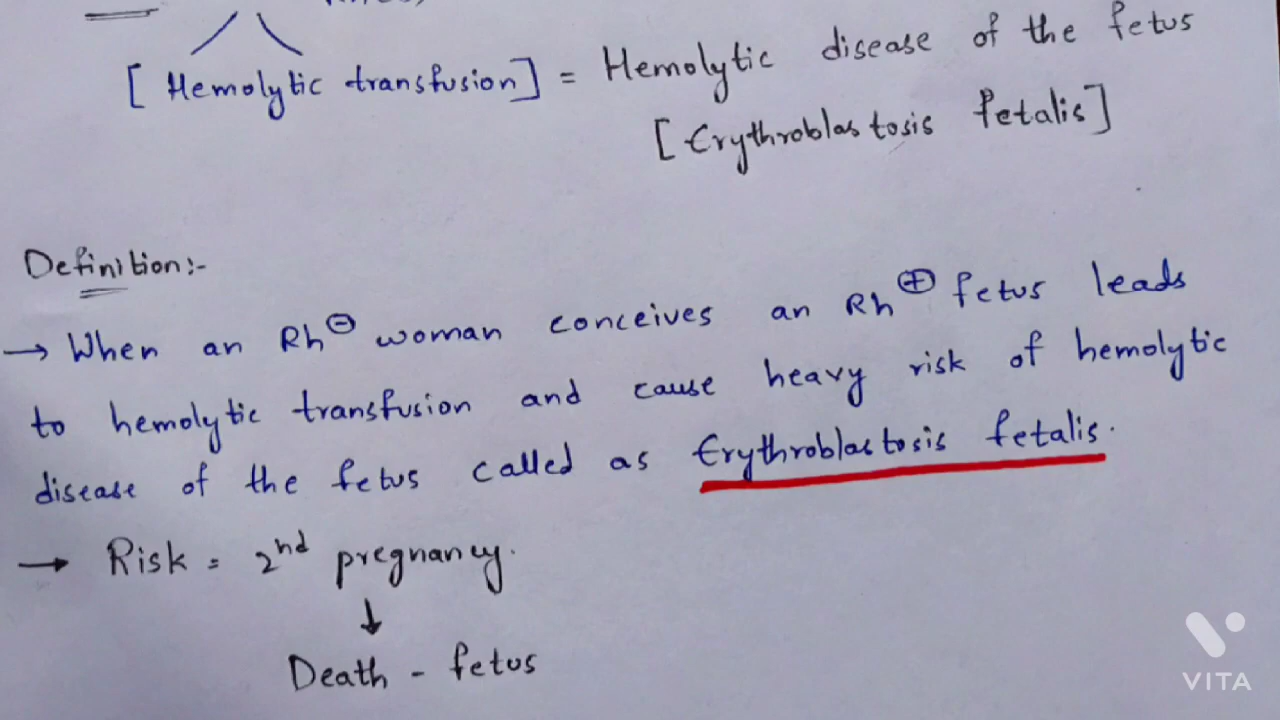 [ Hemolytic transfusion ] = Hemolytic disease of the fetus
[ Erythroblastosis fetalis ]
Definition:-
→ When an Rh⊖ woman conceives an Rh⊕ fetus leads
to hemolytic transfusion and cause heavy risk of hemolytic
disease of the fetus called as Erythroblastosis fetalis.
→ Risk = 2nd pregnancy.
↓
Death - fetus
VITA